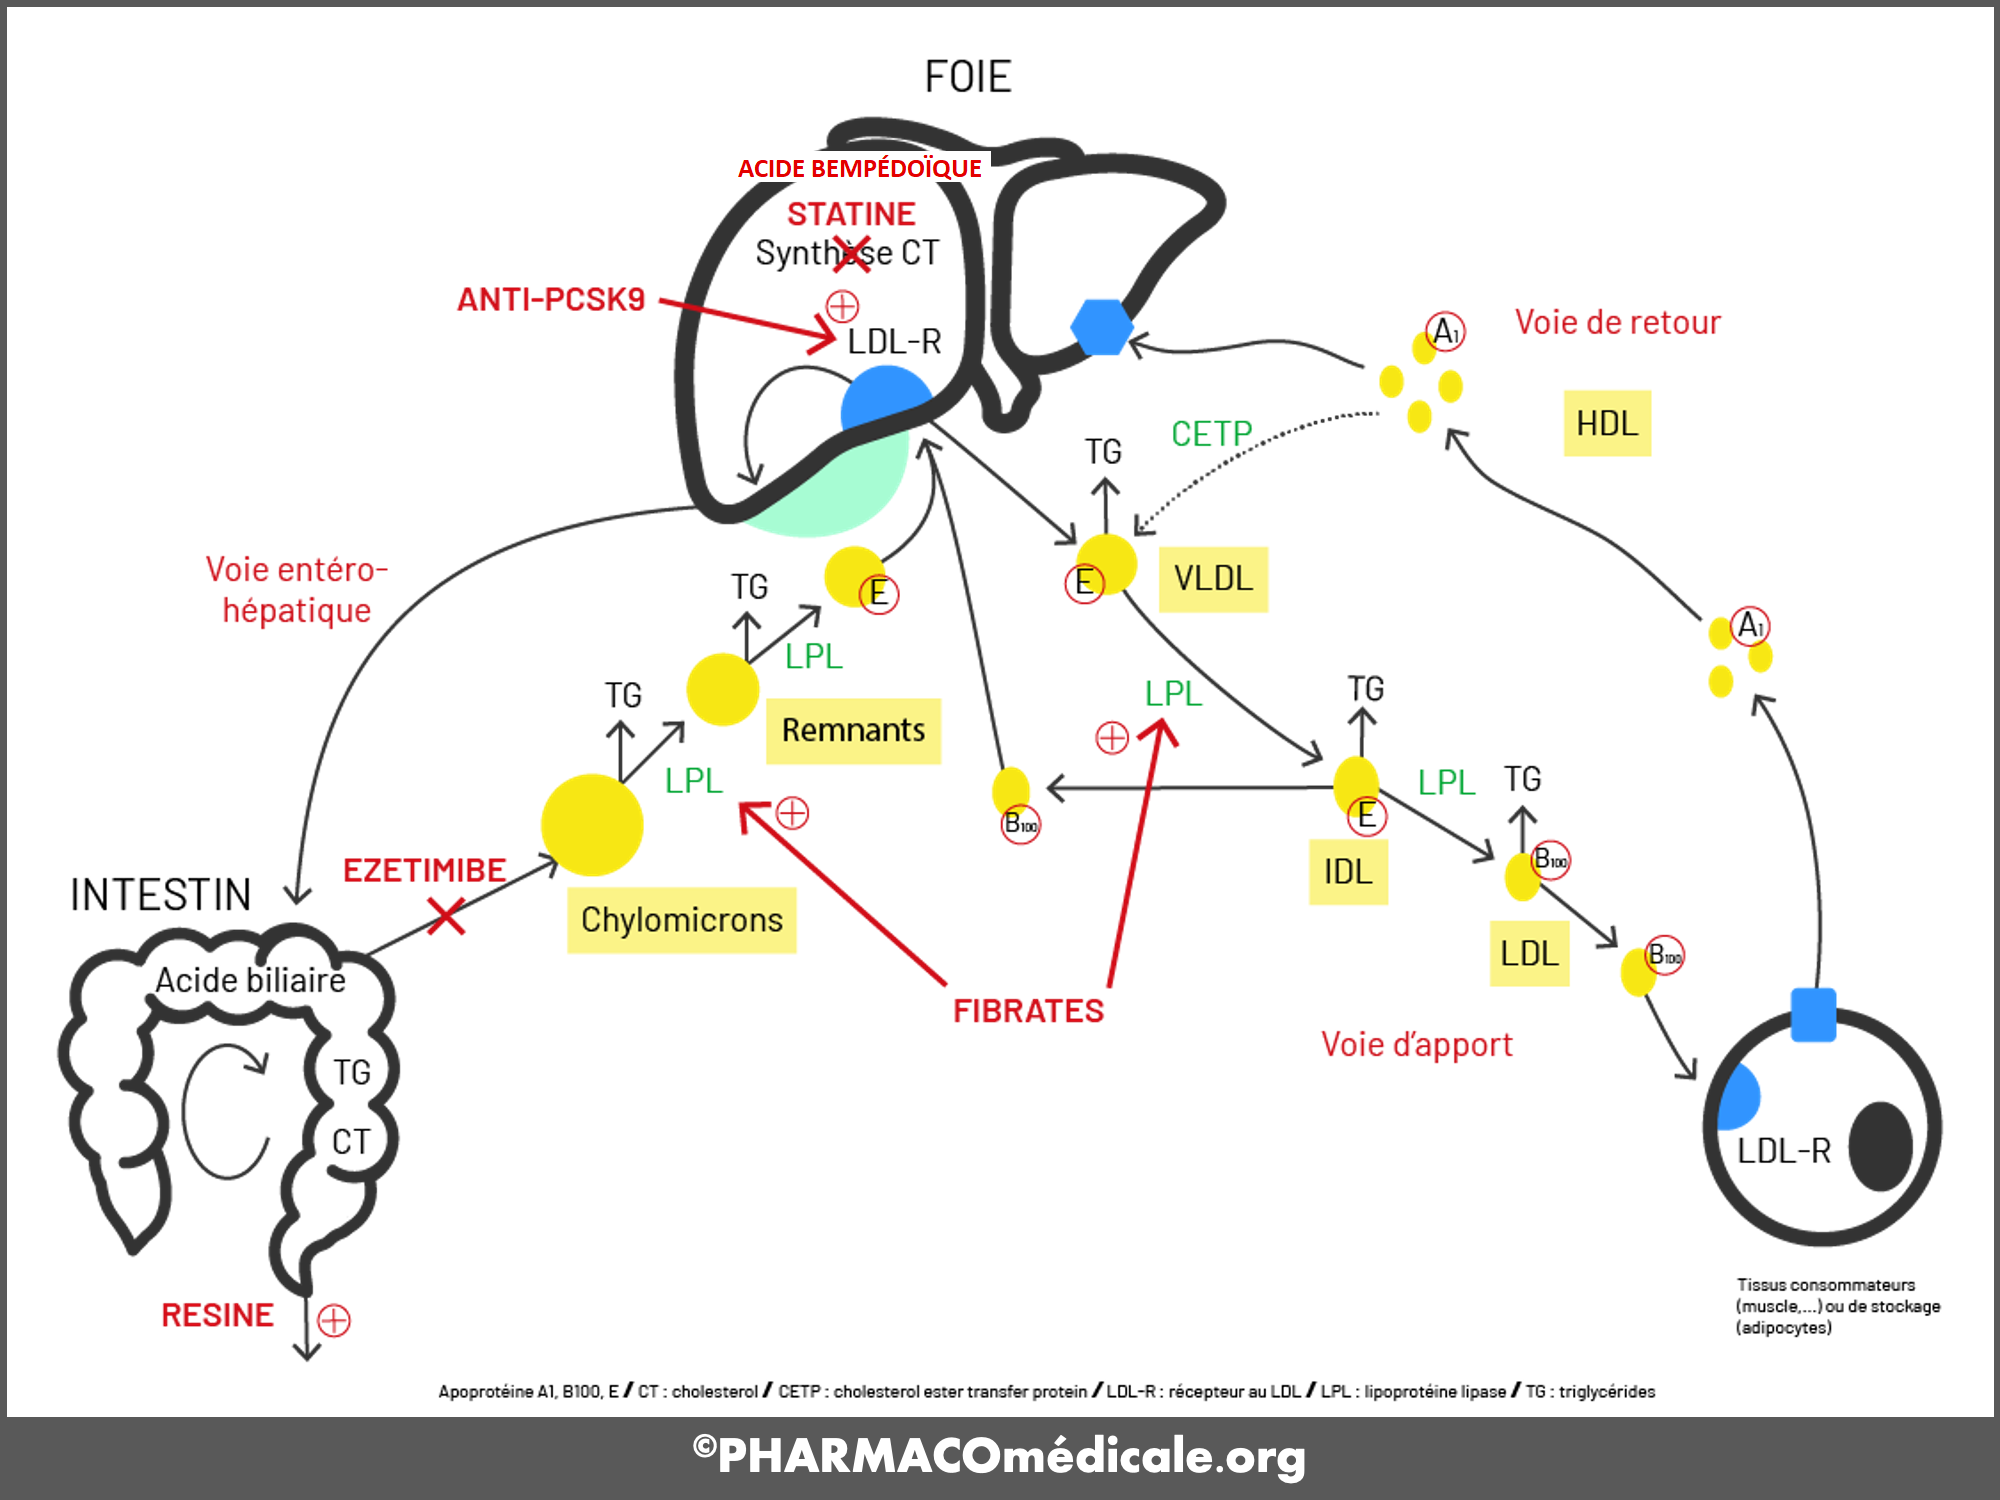 FOIE
ACIDE BEMPÉDOÏQUE
STATINE
Synthèse CT
ANTI-PCSK9
LDL-R
A1
Voie de retour
HDL
CETP
TG
E
VLDL
Voie entéro-
hépatique
TG
E
LPL
A1
TG
Remnants
LPL
LPL
TG
B100
E
IDL
LPL
TG
B100
LDL
B100
EZETIMIBE
INTESTIN
Chylomicrons
Acide biliaire
FIBRATES
Voie d'apport
TG
CT
LDL-R
RESINE
Tissus consommateurs
(muscle,...) ou de stockage
(adipocytes)
Apoprotéine A1, B100, E / CT : cholesterol / CETP : cholesterol ester transfer protein / LDL-R : récepteur au LDL / LPL : lipoprotéine lipase / TG : triglycérides
©PHARMACOmédicale.org